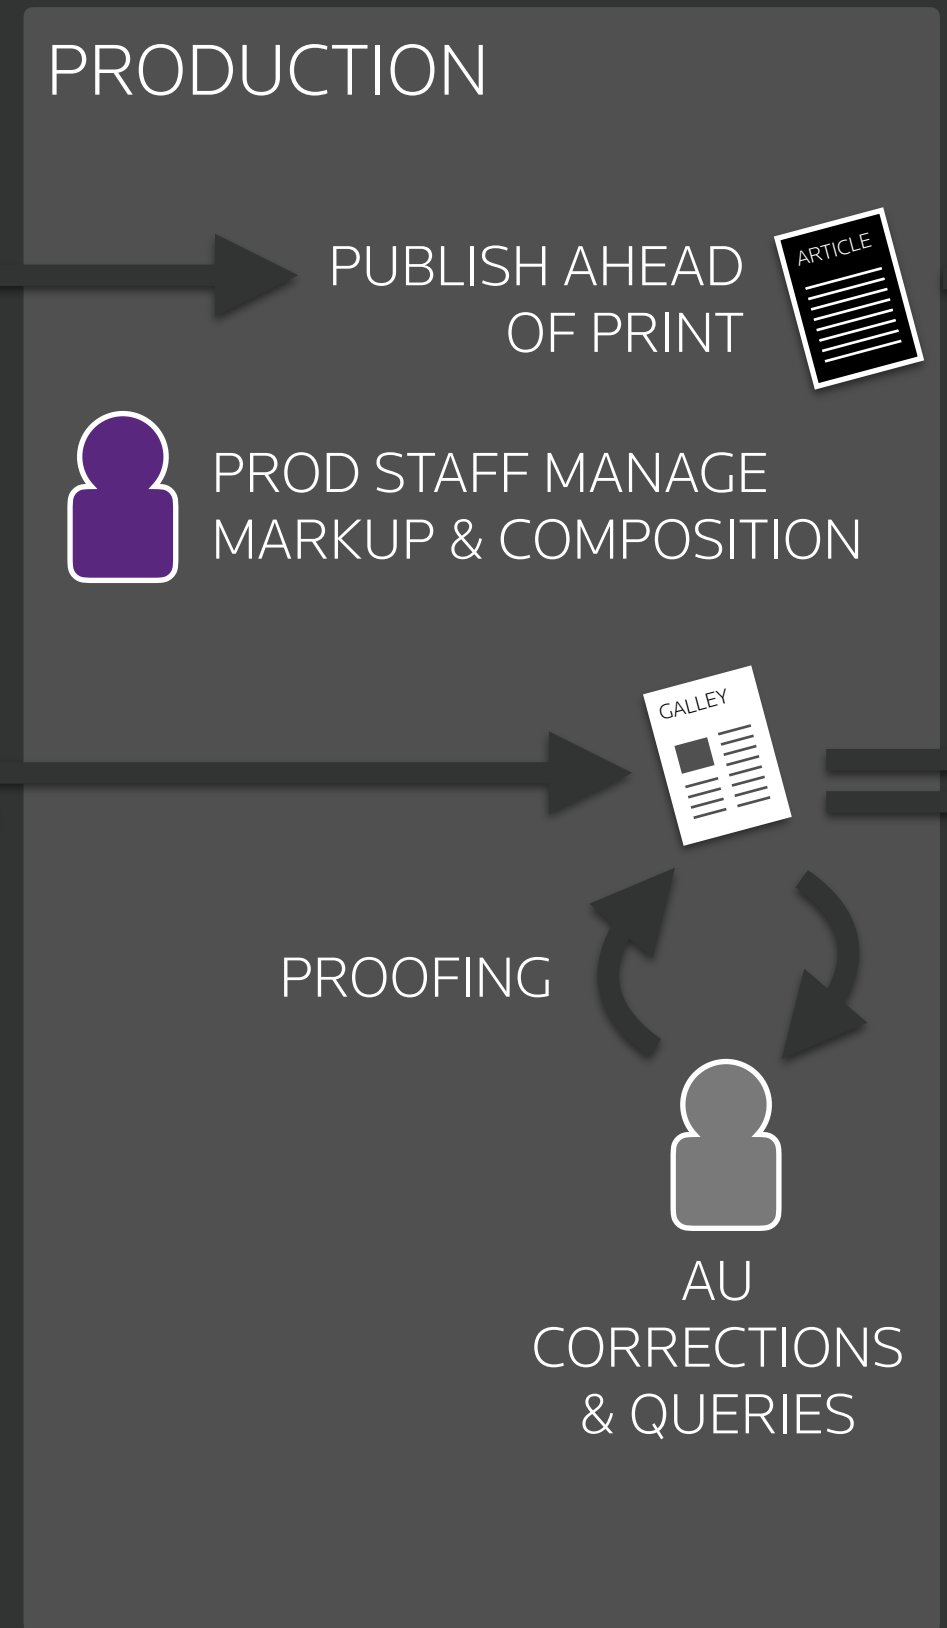 PRODUCTION
PUBLISH AHEAD
OF PRINT
ARTICLE
PROD STAFF MANAGE
MARKUP & COMPOSITION
GALLEY
PROOFING
AU
CORRECTIONS
& QUERIES